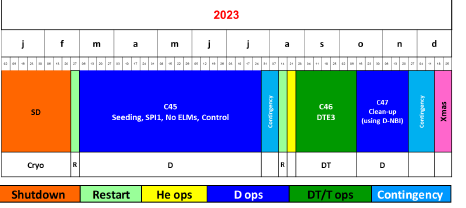 2023
j f m a m j j a s o n d
SD
C45
Seeding, SPI1, No ELMs, Control
Contingency
C46
DTE3
C47
Clean-up
(using D-NBI)
Contingency
Xmas
Cryo R D R DT D
Shutdown Restart He ops D ops DT/T ops Contingency